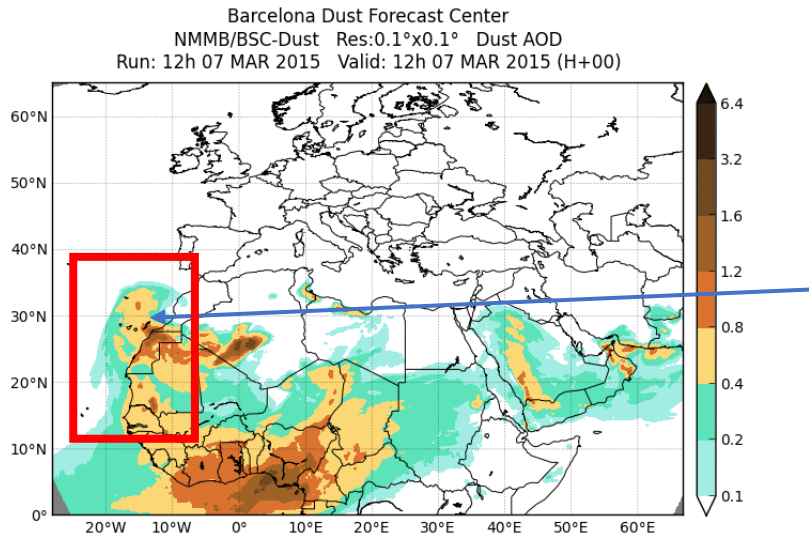 Barcelona Dust Forecast Center
NMMB/BSC-Dust Res:0.1°x0.1° Dust AOD
Run: 12h 07 MAR 2015 Valid: 12h 07 MAR 2015 (H+00)
60°N
50°N
40°N
30°N
20°N
10°N
0°
20°W
10°W
0°
10°E
20°E
30°E
40°E
50°E
60°E
6.4
3.2
1.6
1.2
0.8
0.4
0.2
0.1